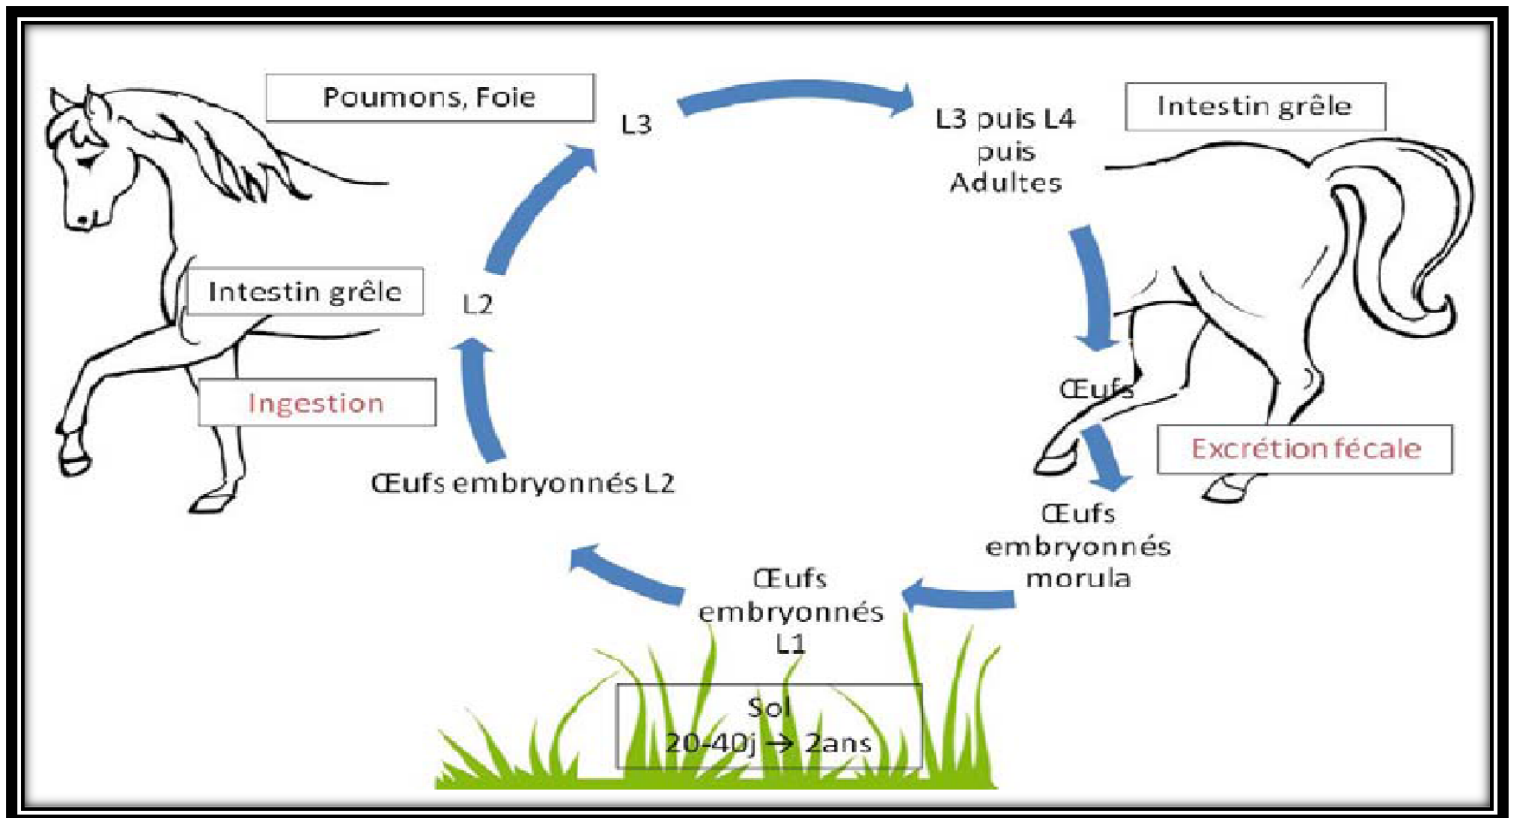 Poumons, Foie
L3
L3 puis L4
puis
Adultes
Intestin grêle
Intestin grêle
L2
Œufs
Ingestion
Excrétion fécale
Œufs embryonnés L2
Œufs
embryonnés
morula
Œufs
embryonnés
L1
Sol
20-40j → 2ans